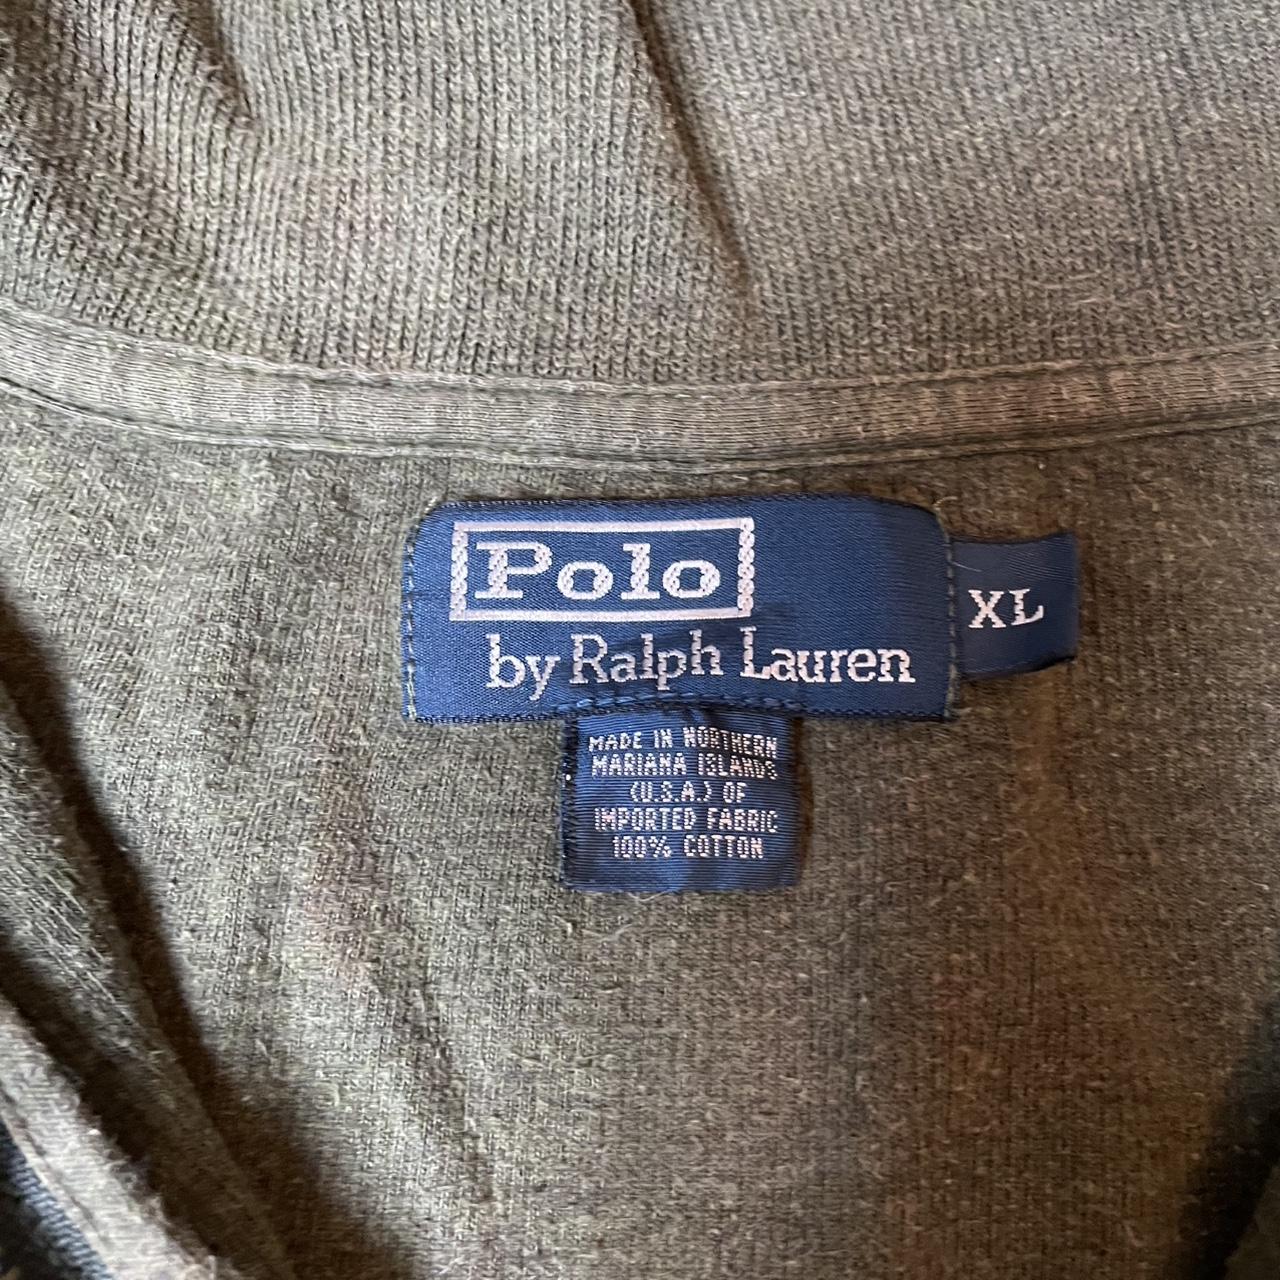 Polo
by Ralph Lauren
XL
MADE IN NORTHERN
MARIANA ISLANDS
(U.S.A.) OF
IMPORTED FABRIC
100% COTTON